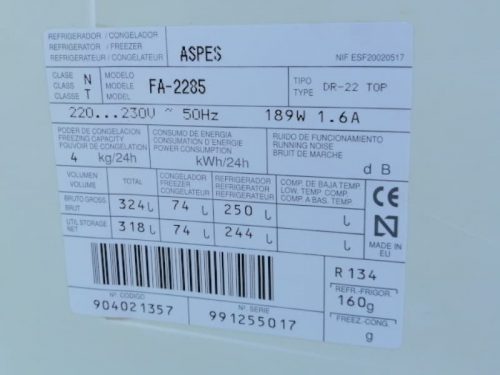 REFRIGERADOR / CONGELADOR
REFRIGERATOR / FREEZER
REFRIGERATEUR / CONGÉLATEUR
ASPES
NIF. ESF20020517
CLASE
CLASS
CLASSE
N
T
MODELO
MODEL
MODELE
FA-2285
TIPO
TYPE
DR-22 TOP
220...230V ~ 50Hz 189W 1.6A
PODER DE CONGELACION
FREEZING CAPACITY
POUVOIR DE CONGELATION
4 kg/24h
CONSUMO DE ENERGIA
CONSUMATION D'ENERGIE
POWER CONSUMPTION
kWh/24h
RUIDO DE FUNCIONAMIENTO
RUNNING NOISE
BRUIT DE MARCHE
d B
VOLUMEN
VOLUME
TOTAL
CONGELADOR
FREEZER
CONGELATEUR
REFRIGERADOR
REFRIGERATOR
REFRIGERATEUR
COMP. DE BAJA TEMP.
LOW. TEMP. COMP.
COMP. A BAS. TEMP.
BRUTO GROSS
BRUT
324 l 74 l 250 l l
UTIL STORAGE
NET
318 l 74 l 244 l l
CE
N
MADE IN
EU
R 134
REFR.-FRIGOR.
160g
FREEZ.-CONG.
g
Nº. CODIGO
904021357
Nº. SERIE
991255017